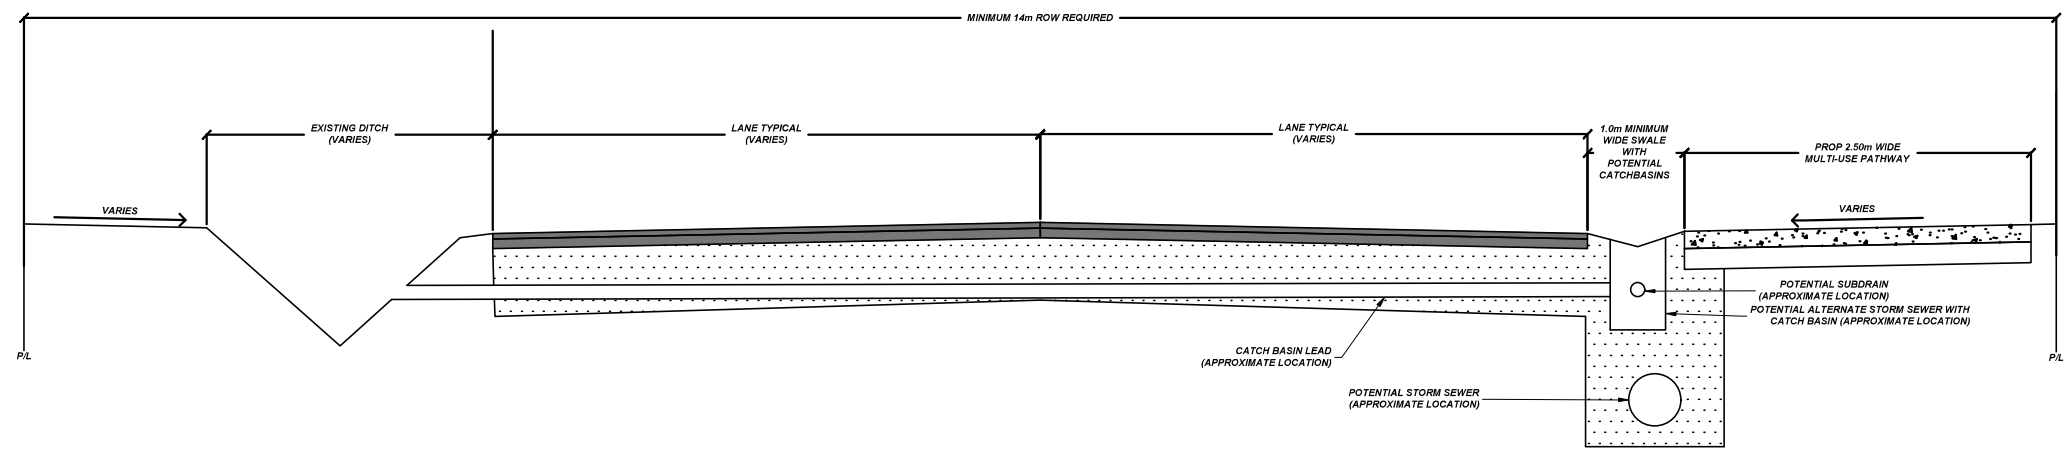 MINIMUM 14m ROW REQUIRED
EXISTING DITCH
(VARIES)
LANE TYPICAL
(VARIES)
LANE TYPICAL
(VARIES)
1.0m MINIMUM
WIDE SWALE
WITH
POTENTIAL
CATCHBASINS
PROP 2.50m WIDE
MULTI-USE PATHWAY
VARIES
VARIES
POTENTIAL SUBDRAIN
(APPROXIMATE LOCATION)
POTENTIAL ALTERNATE STORM SEWER WITH
CATCH BASIN (APPROXIMATE LOCATION)
CATCH BASIN LEAD
(APPROXIMATE LOCATION)
P/L
P/L
POTENTIAL STORM SEWER
(APPROXIMATE LOCATION)